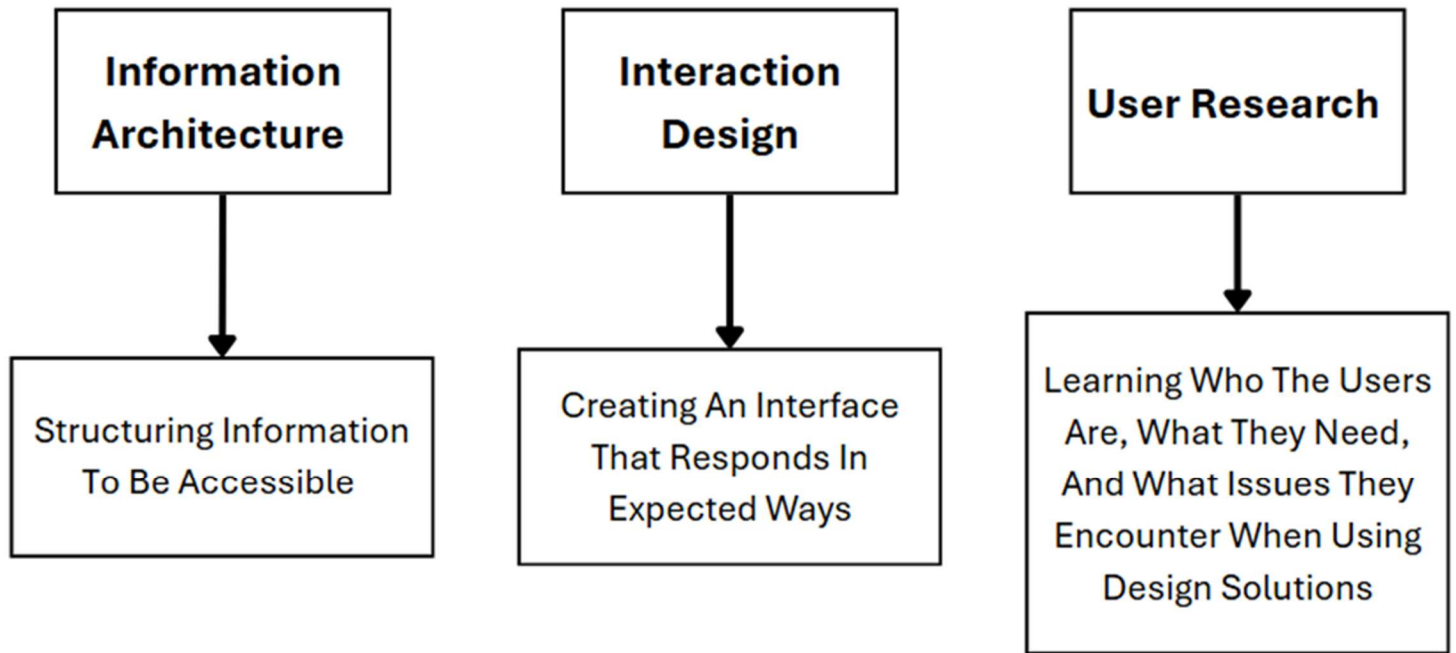 Information
Architecture
Interaction
Design
User Research
Structuring Information
To Be Accessible
Creating An Interface
That Responds In
Expected Ways
Learning Who The Users
Are, What They Need,
And What Issues They
Encounter When Using
Design Solutions